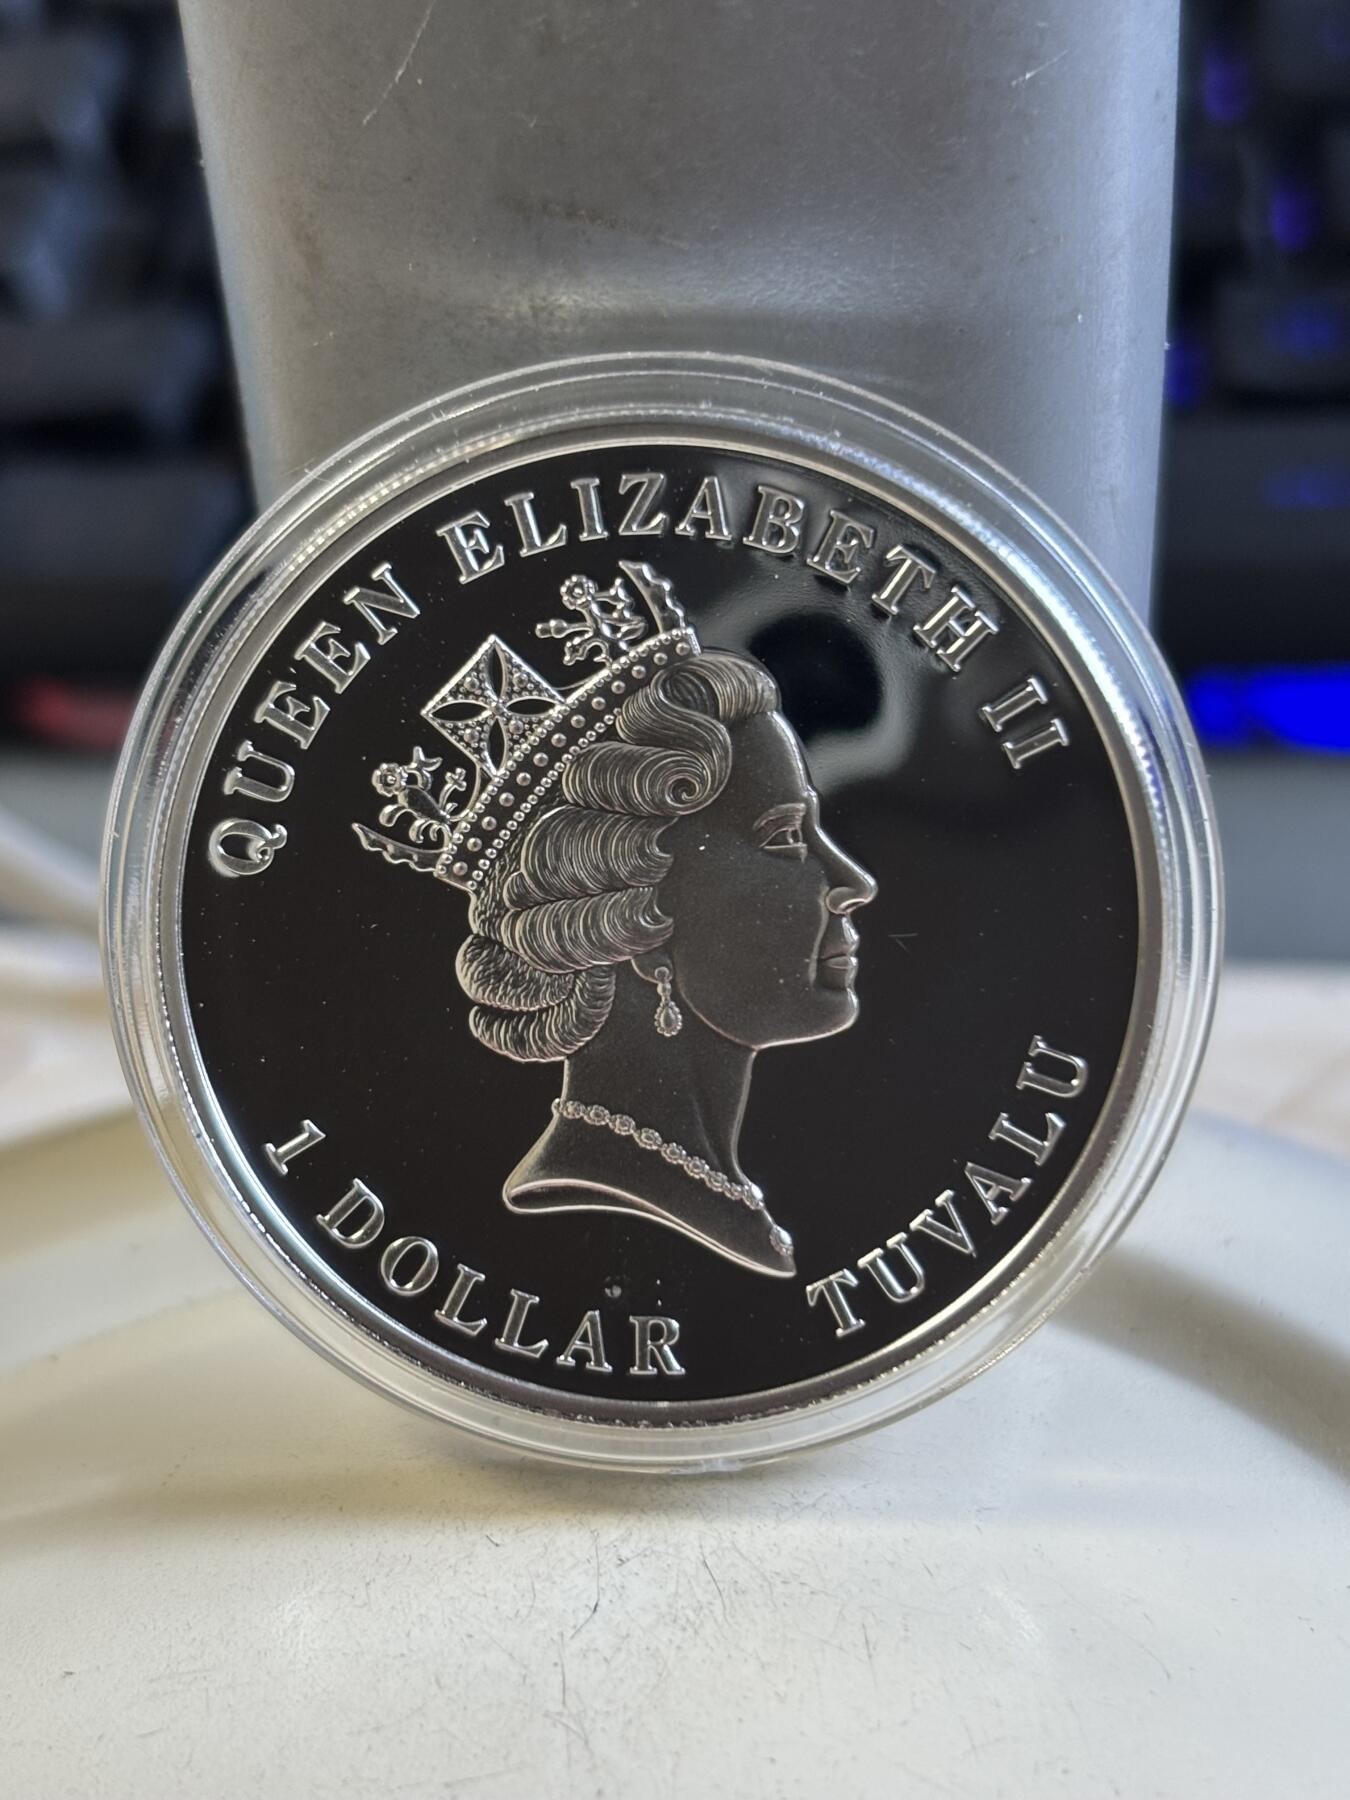 QUEEN ELIZABETH II
1 DOLLAR
TUVALU